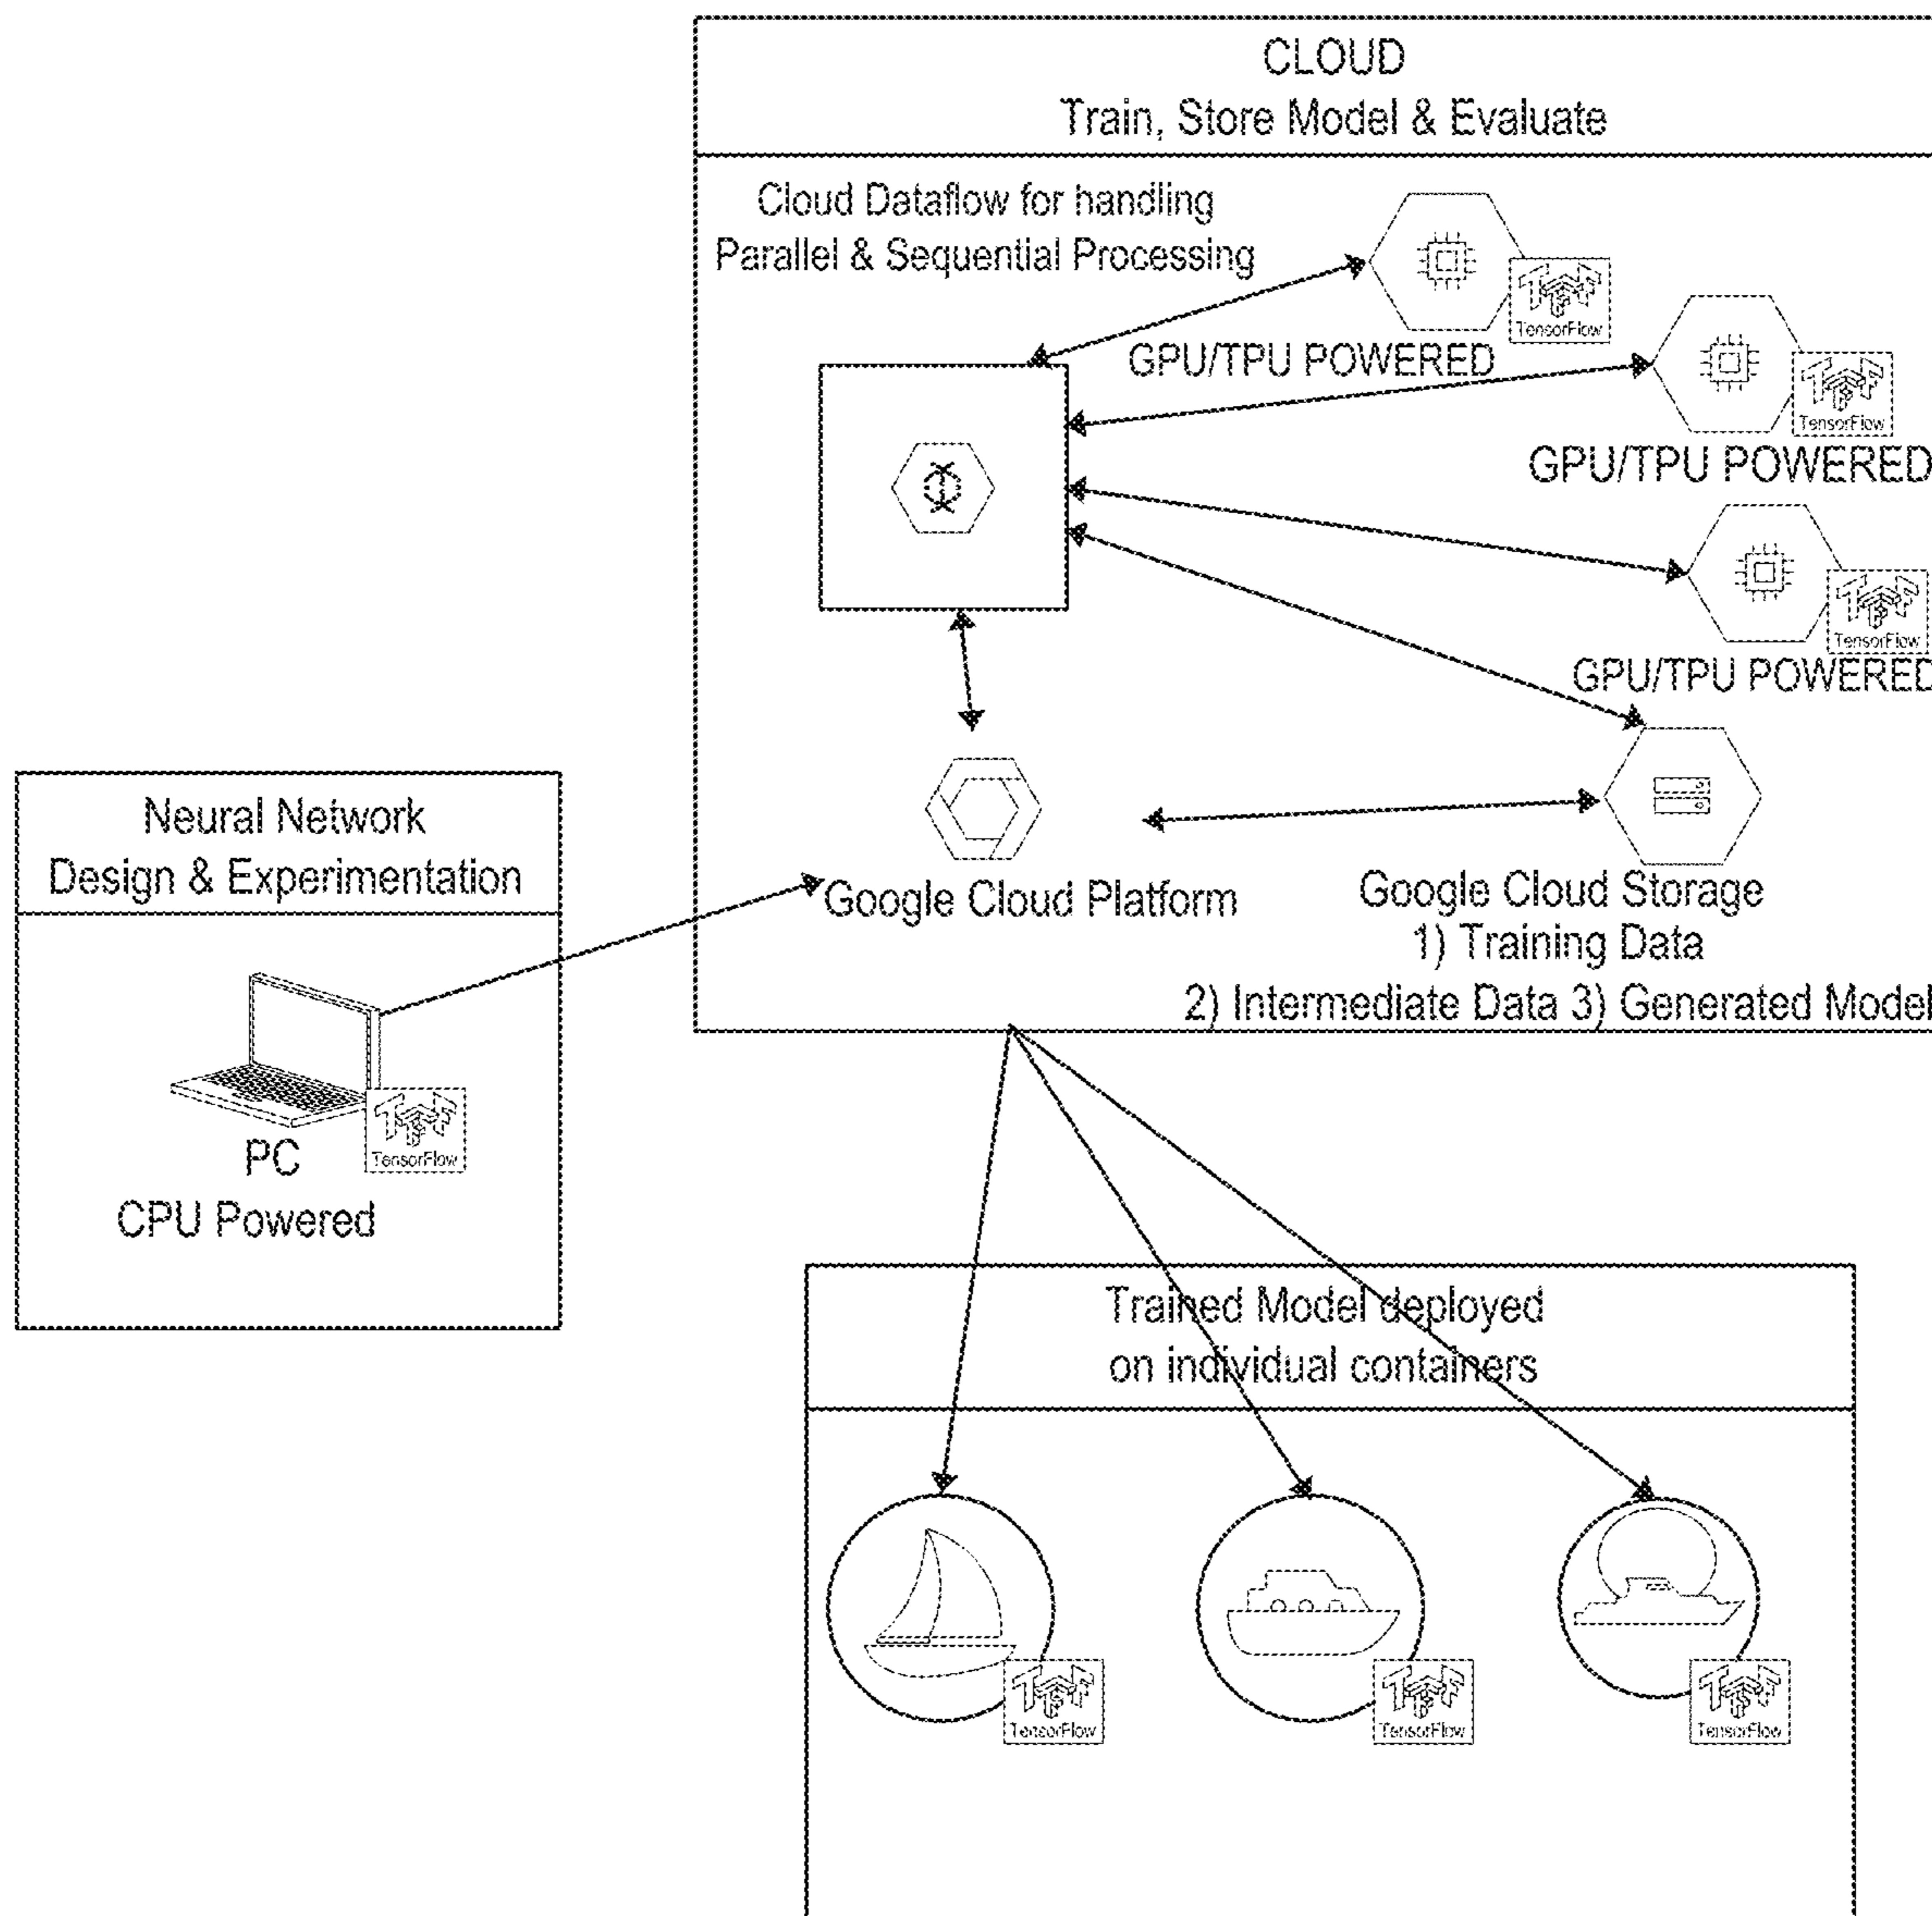 CLOUD
Train, Store Model & Evaluate
Cloud Dataflow for handling
Parallel & Sequential Processing
TensorFlow
GPU/TPU POWERED
TensorFlow
GPU/TPU POWERED
TensorFlow
GPU/TPU POWERED
Neural Network
Design & Experimentation
Google Cloud Platform
Google Cloud Storage
1) Training Data
2) Intermediate Data 3) Generated Model
TensorFlow
PC
CPU Powered
Trained Model deployed
on individual containers
TensorFlow
TensorFlow
TensorFlow